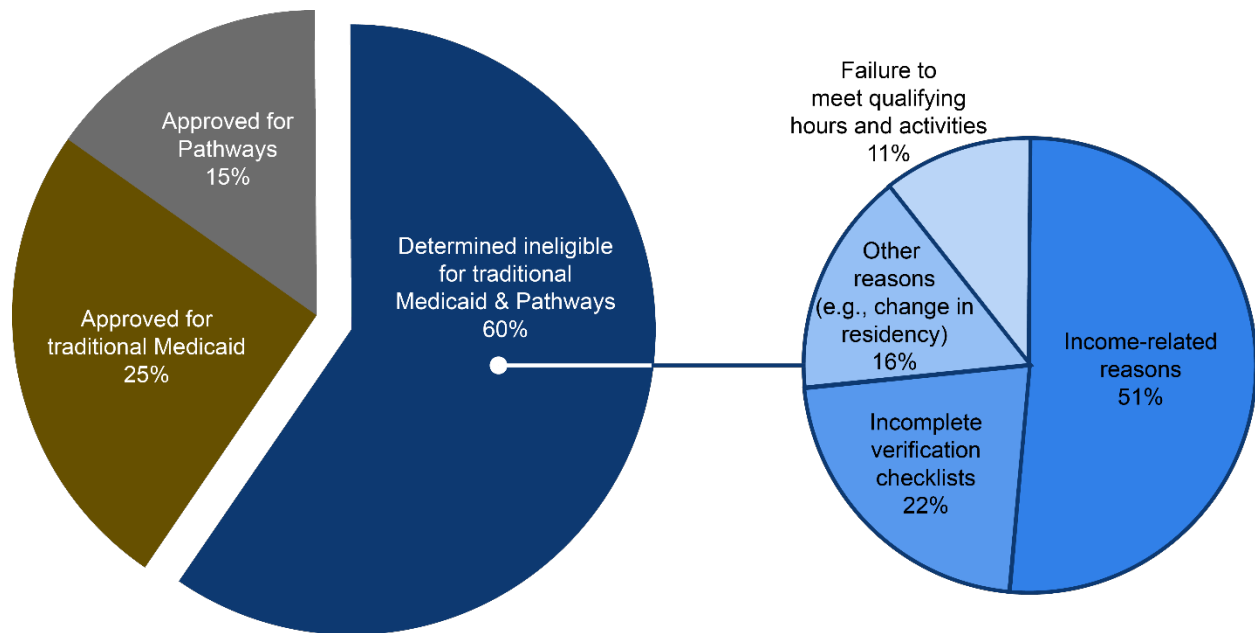 Approved for
Pathways
15%
Approved for
traditional Medicaid
25%
Determined ineligible
for traditional
Medicaid & Pathways
60%
Failure to
meet qualifying
hours and activities
11%
Other
reasons
(e.g., change in
residency)
16%
Incomplete
verification
checklists
22%
Income-related
reasons
51%